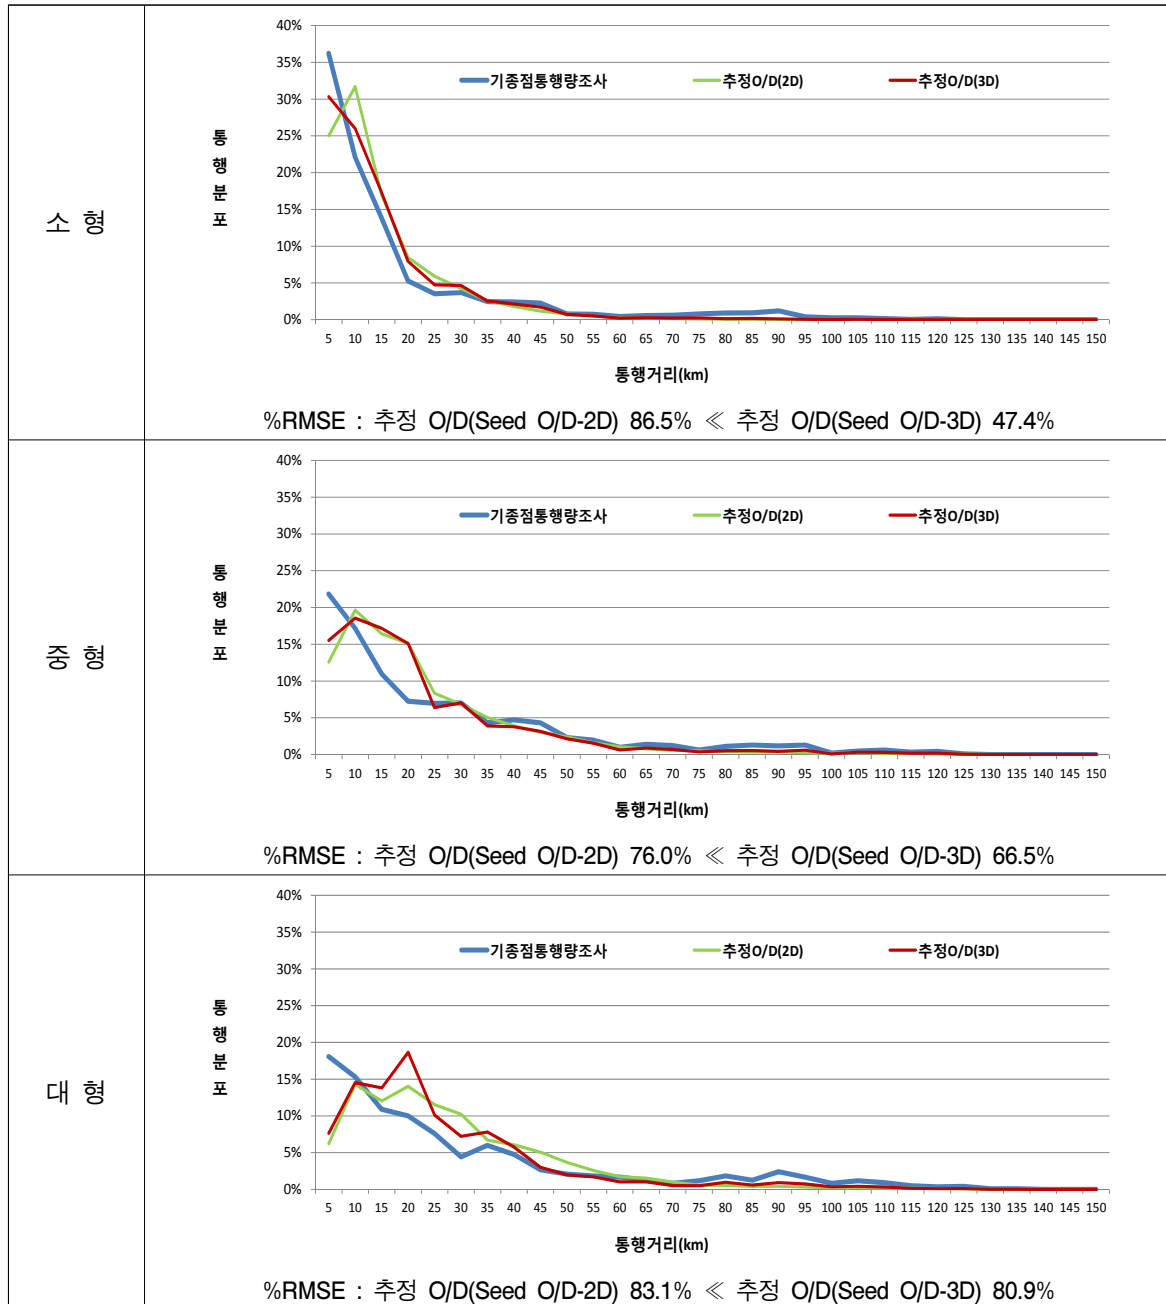 소 형
40%
35%
30%
25%
20%
15%
10%
5%
0%
기종점통행량조사 추정O/D(2D) 추정O/D(3D)
통
행
분
포
5 10 15 20 25 30 35 40 45 50 55 60 65 70 75 80 85 90 95 100 105 110 115 120 125 130 135 140 145 150
통행거리(km)
%RMSE : 추정 O/D(Seed O/D-2D) 86.5% ≪ 추정 O/D(Seed O/D-3D) 47.4%
중 형
40%
35%
30%
25%
20%
15%
10%
5%
0%
기종점통행량조사 추정O/D(2D) 추정O/D(3D)
통
행
분
포
5 10 15 20 25 30 35 40 45 50 55 60 65 70 75 80 85 90 95 100 105 110 115 120 125 130 135 140 145 150
통행거리(km)
%RMSE : 추정 O/D(Seed O/D-2D) 76.0% ≪ 추정 O/D(Seed O/D-3D) 66.5%
대 형
40%
35%
30%
25%
20%
15%
10%
5%
0%
기종점통행량조사 추정O/D(2D) 추정O/D(3D)
통
행
분
포
5 10 15 20 25 30 35 40 45 50 55 60 65 70 75 80 85 90 95 100 105 110 115 120 125 130 135 140 145 150
통행거리(km)
%RMSE : 추정 O/D(Seed O/D-2D) 83.1% ≪ 추정 O/D(Seed O/D-3D) 80.9%